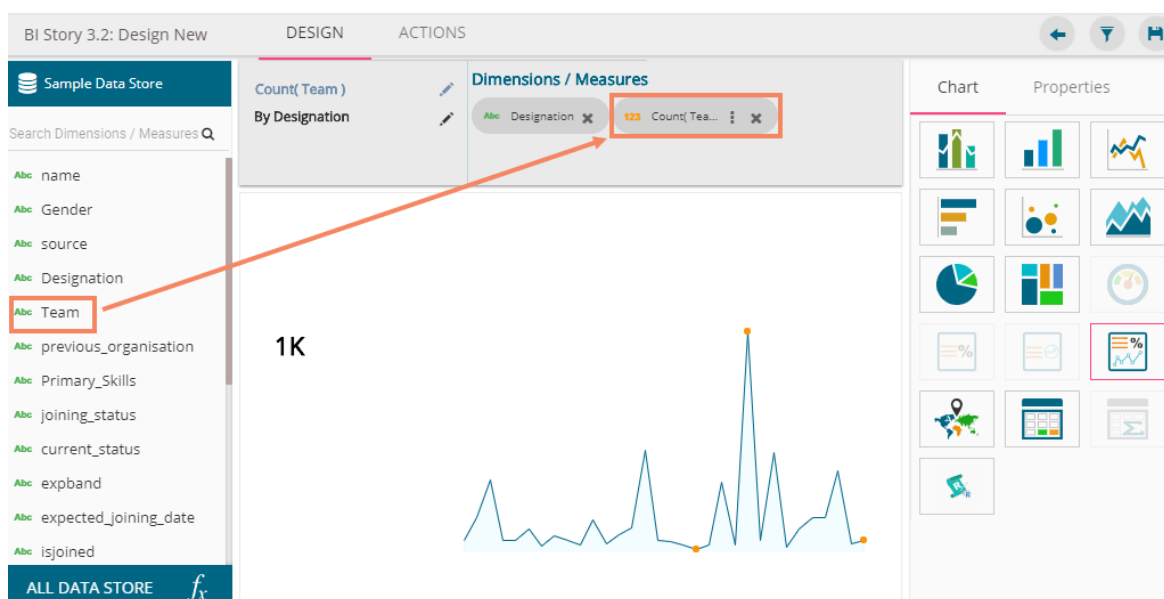 BI Story 3.2: Design New
DESIGN
ACTIONS
Sample Data Store
Search Dimensions / Measures
Abc name
Abc Gender
Abc source
Abc Designation
Abc Team
Abc previous_organisation
Abc Primary_Skills
Abc joining_status
Abc current_status
Abc expband
Abc expected_joining_date
Abc isjoined
ALL DATA STORE fx
Count( Team )
By Designation
Dimensions / Measures
Abc Designation
123 Count( Tea...
1K
Chart
Properties
%
%
Σ
R
R